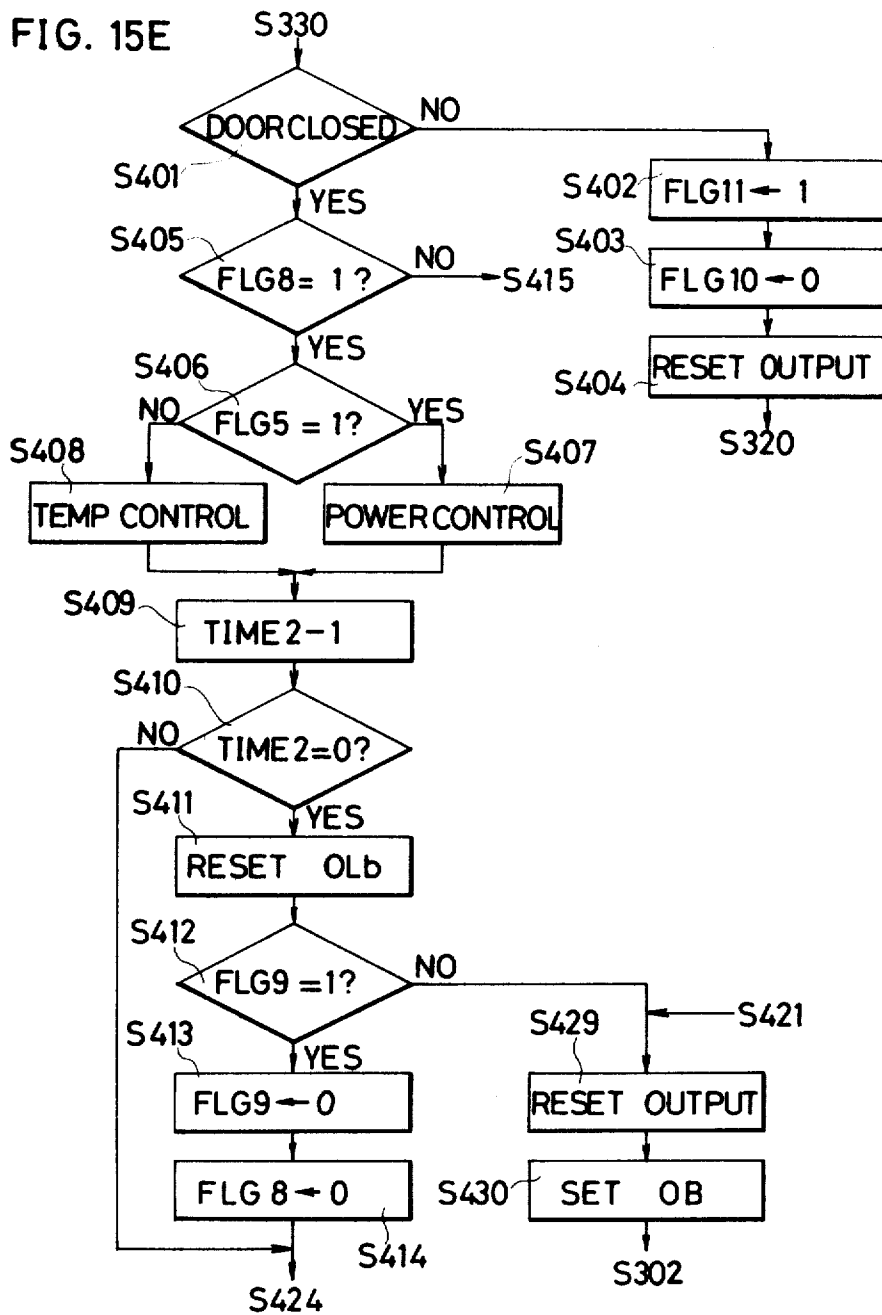 FIG. 15E
S330
DOOR CLOSED
NO
S401
YES
S402
FLG11 ← 1
S403
FLG10 ← 0
S404
RESET OUTPUT
S320
S405
FLG8 = 1 ?
NO
S415
YES
S406
NO
FLG5 = 1?
YES
S408
TEMP CONTROL
S407
POWER CONTROL
S409
TIME 2 - 1
S410
NO
TIME2=0?
YES
S411
RESET OLb
S412
FLG9 = 1?
NO
YES
S421
S413
FLG9 ← 0
S429
RESET OUTPUT
FLG 8 ← 0
S414
S430
SET OB
S424
S302